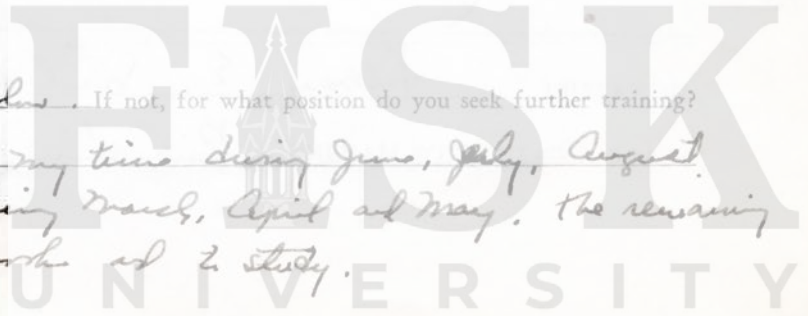 FISK
. If not, for what position do you seek further training?
my time during June, July, August
March, April and May. The remaining
to study.
UNIVERSITY